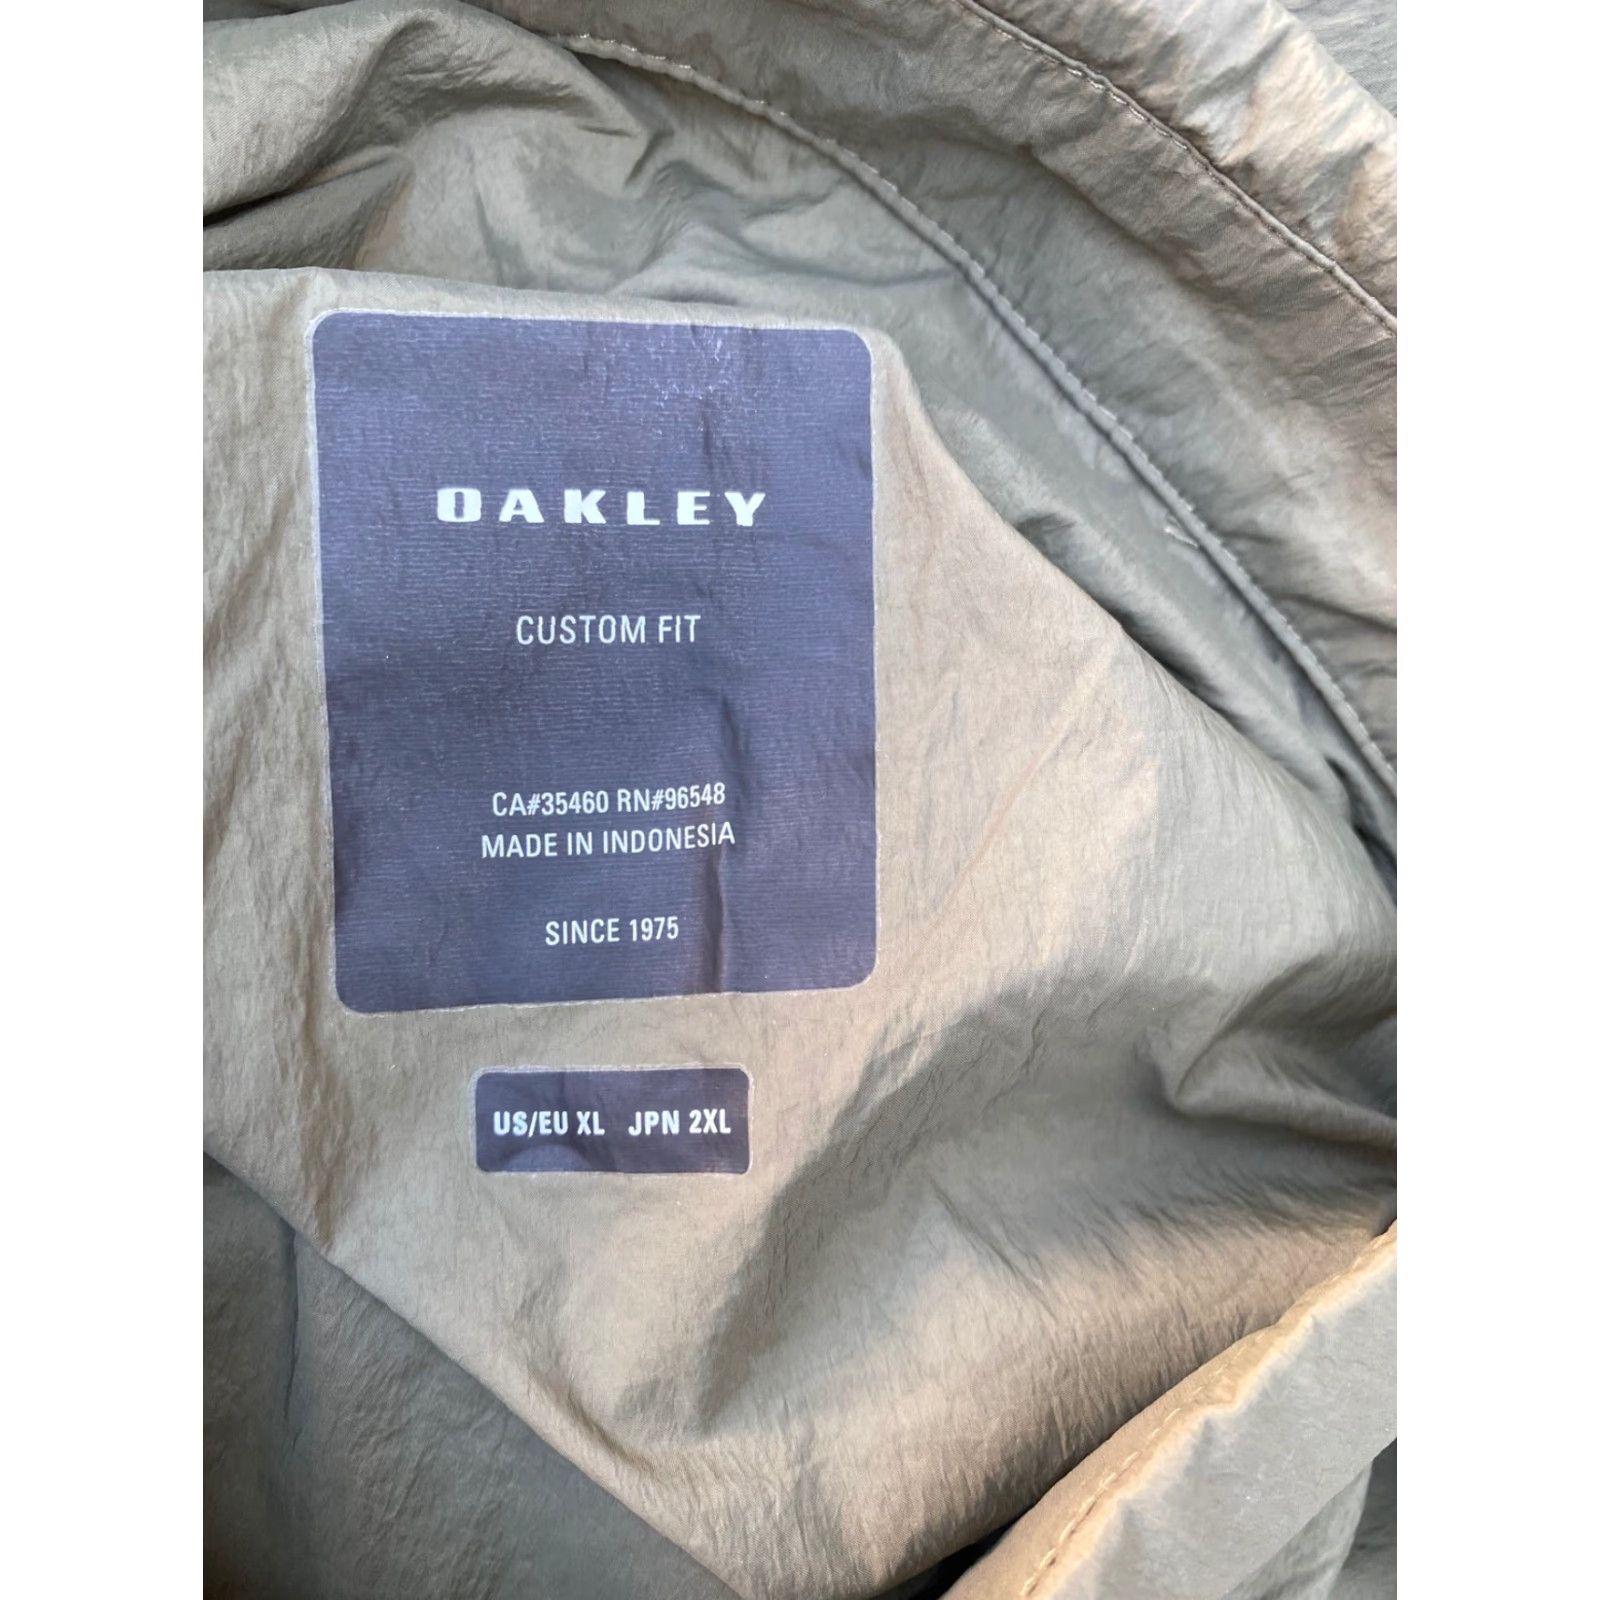 OAKLEY
CUSTOM FIT
CA#35460 RN#96548
MADE IN INDONESIA
SINCE 1975
US/EU XL JPN 2XL